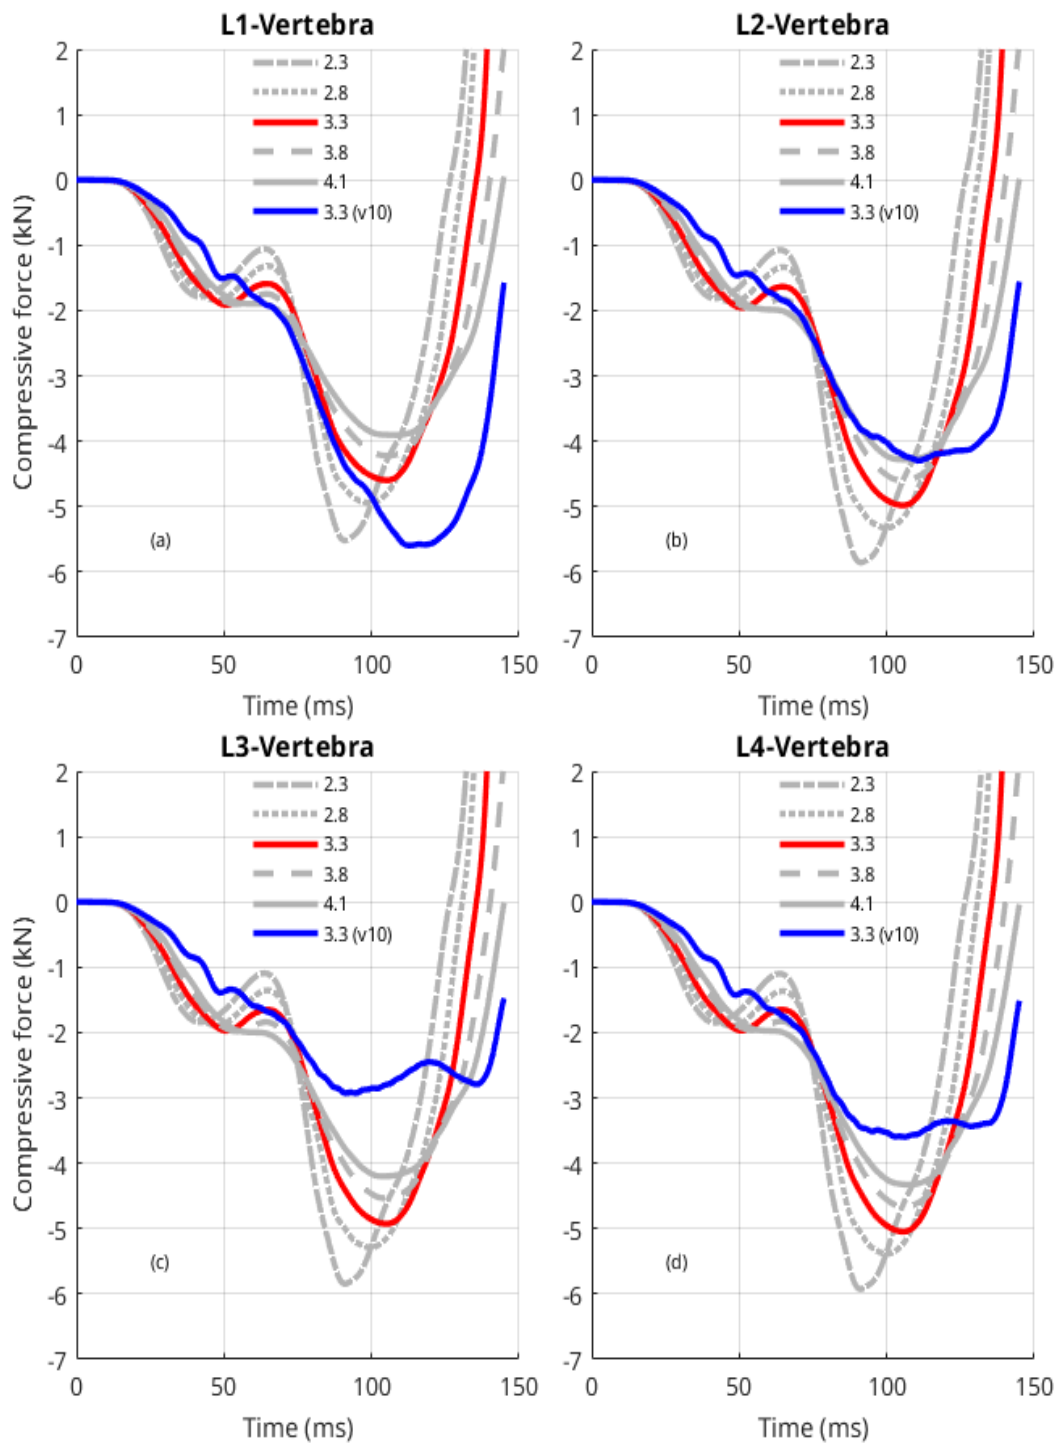 L1-Vertebra
2
1
0
-1
-2
-3
-4
-5
-6
-7
Compressive force (kN)
2.3
2.8
3.3
3.8
4.1
3.3 (v10)
(a)
0 50 100 150
Time (ms)
L2-Vertebra
2
1
0
-1
-2
-3
-4
-5
-6
-7
2.3
2.8
3.3
3.8
4.1
3.3 (v10)
(b)
0 50 100 150
Time (ms)
L3-Vertebra
2
1
0
-1
-2
-3
-4
-5
-6
-7
Compressive force (kN)
2.3
2.8
3.3
3.8
4.1
3.3 (v10)
(c)
0 50 100 150
Time (ms)
L4-Vertebra
2
1
0
-1
-2
-3
-4
-5
-6
-7
2.3
2.8
3.3
3.8
4.1
3.3 (v10)
(d)
0 50 100 150
Time (ms)